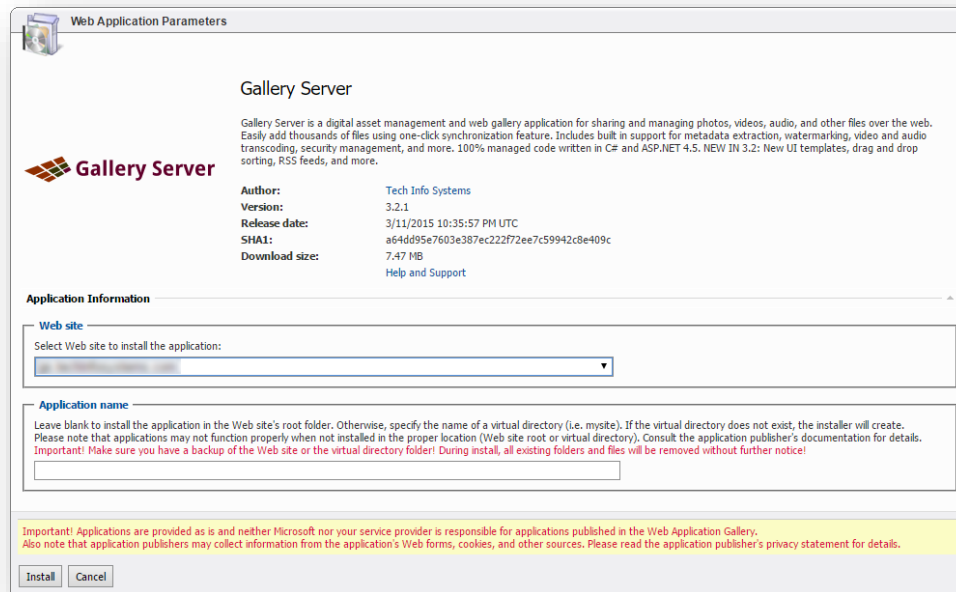 Web Application Parameters
Gallery Server
Gallery Server is a digital asset management and web gallery application for sharing and managing photos, videos, audio, and other files over the web.
Easily add thousands of files using one-click synchronization feature. Includes built in support for metadata extraction, watermarking, video and audio
transcoding, security management, and more. 100% managed code written in C# and ASP.NET 4.5. NEW IN 3.2: New UI templates, drag and drop
sorting, RSS feeds, and more.
Gallery Server
Author: Tech Info Systems
Version: 3.2.1
Release date: 3/11/2015 10:35:57 PM UTC
SHA1: a64dd95e7603e387ec222f72ee7c59942c8e409c
Download size: 7.47 MB
Help and Support
Application Information
Web site
Select Web site to install the application:
Application name
Leave blank to install the application in the Web site's root folder. Otherwise, specify the name of a virtual directory (i.e. mysite). If the virtual directory does not exist, the installer will create.
Please note that applications may not function properly when not installed in the proper location (Web site root or virtual directory). Consult the application publisher's documentation for details.
Important! Make sure you have a backup of the Web site or the virtual directory folder! During install, all existing folders and files will be removed without further notice!
Important! Applications are provided as is and neither Microsoft nor your service provider is responsible for applications published in the Web Application Gallery.
Also note that application publishers may collect information from the application's Web forms, cookies, and other sources. Please read the application publisher's privacy statement for details.
Install Cancel